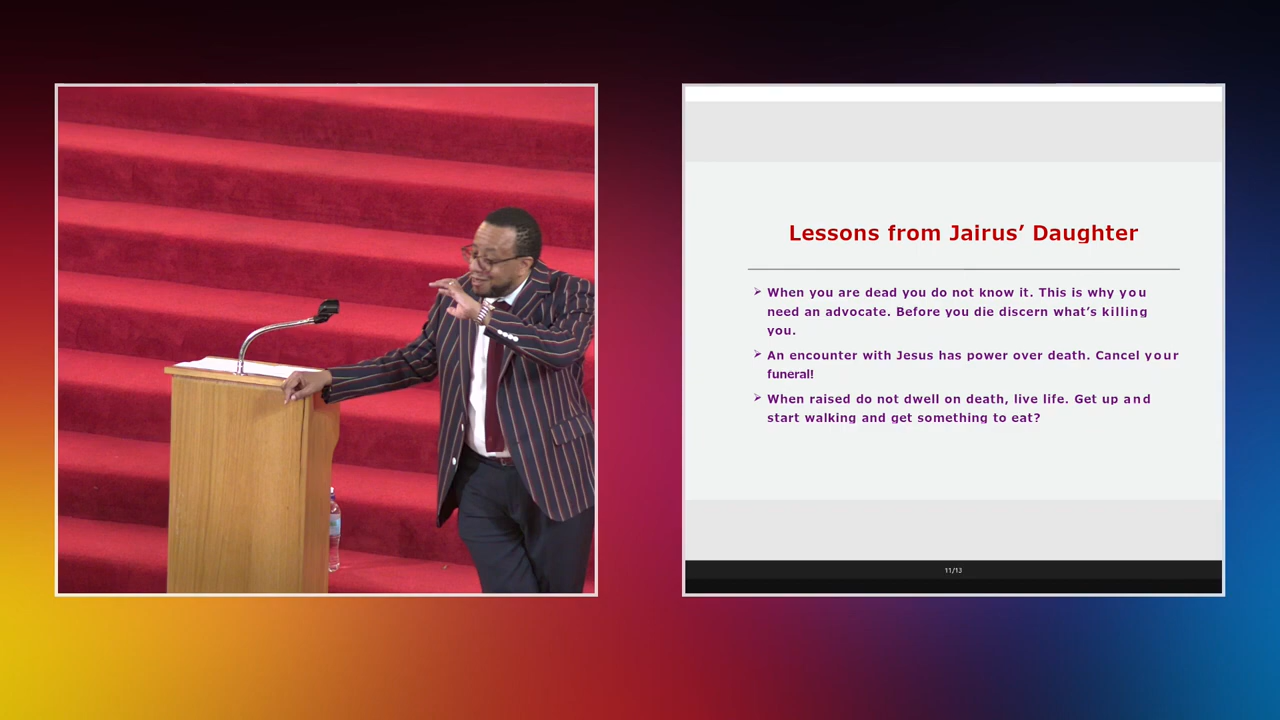 Lessons from Jairus’ Daughter
When you are dead you do not know it. This is why you
need an advocate. Before you die discern what’s killing
you.
An encounter with Jesus has power over death. Cancel your
funeral!
When raised do not dwell on death, live life. Get up and
start walking and get something to eat?
11/13